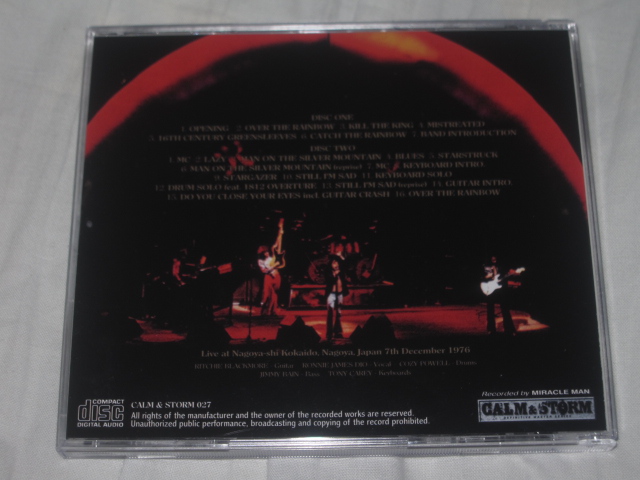 DISC ONE
1. OPENING 2. OVER THE RAINBOW 3. KILL THE KING 4. MISTREATED
5. 16TH CENTURY GREENSLEEVES 6. CATCH THE RAINBOW 7. BAND INTRODUCTION
DISC TWO
1. MC 2. LAZY 3. MAN ON THE SILVER MOUNTAIN 4. BLUES 5. STARSTRUCK
6. MAN ON THE SILVER MOUNTAIN (reprise) 7. MC 8. KEYBOARD INTRO.
9. STARGAZER 10. STILL I'M SAD 11. KEYBOARD SOLO
12. DRUM SOLO feat. 1812 OVERTURE 13. STILL I'M SAD (reprise) 14. GUITAR INTRO.
15. DO YOU CLOSE YOUR EYES incl. GUITAR CRASH 16. OVER THE RAINBOW
Live at Nagoya-shi Kokaido, Nagoya, Japan 7th December 1976
RITCHIE BLACKMORE - Guitar RONNIE JAMES DIO - Vocal COZY POWELL - Drums
JIMMY BAIN - Bass TONY CAREY - Keyboards
COMPACT
disc
DIGITAL AUDIO
CALM & STORM 027
All rights of the manufacturer and the owner of the recorded works are reserved.
Unauthorized public performance, broadcasting and copying of the record prohibited.
Recorded by MIRACLE MAN
CALM & STORM
DEFINITIVE MASTER SERIES